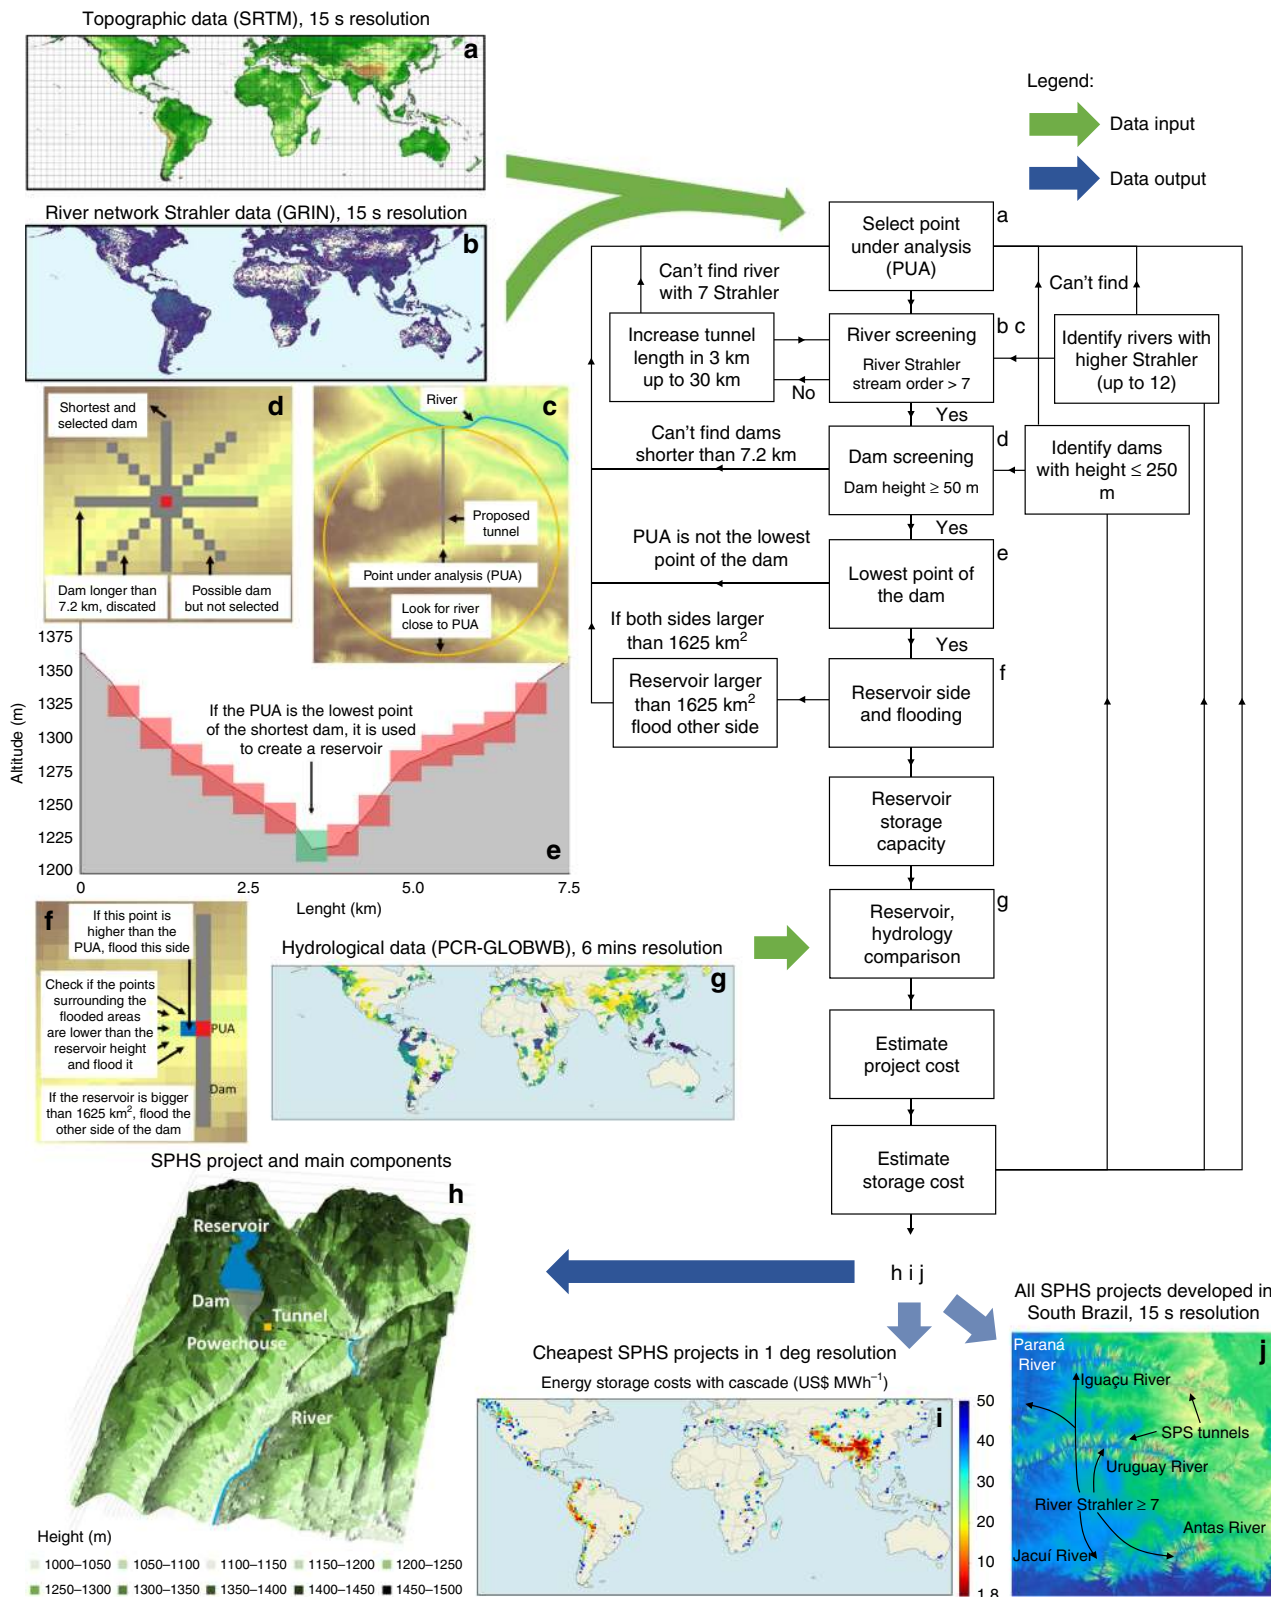 Topographic data (SRTM), 15 s resolution
a
River network Strahler data (GRIN), 15 s resolution
b
Legend:
Data input
Data output
Select point
under analysis
(PUA)
a
Can't find river
with 7 Strahler
Can't find
Increase tunnel
length in 3 km
up to 30 km
No
River screening
River Strahler
stream order > 7
b c
Identify rivers with
higher Strahler
(up to 12)
Yes
Can't find dams
shorter than 7.2 km
Dam screening
Dam height ≥ 50 m
d
Identify dams
with height ≤ 250
m
Yes
PUA is not the lowest
point of the dam
Lowest point of
the dam
e
If both sides larger
than 1625 km²
Yes
Reservoir larger
than 1625 km²
flood other side
Reservoir side
and flooding
f
Reservoir
storage
capacity
Reservoir,
hydrology
comparison
g
Estimate
project cost
Estimate
storage cost
h i j
d
Shortest and
selected dam
Dam longer than
7.2 km, discated
Possible dam
but not selected
c
River
Proposed
tunnel
Point under analysis (PUA)
Look for river
close to PUA
Altitude (m)
1375
1350
1325
1300
1275
1250
1225
1200
If the PUA is the lowest point
of the shortest dam, it is used
to create a reservoir
e
0
2.5
5.0
7.5
Lenght (km)
f
If this point is
higher than the
PUA, flood this side
Check if the points
surrounding the
flooded areas
are lower than the
reservoir height
and flood it
PUA
Dam
If the reservoir is bigger
than 1625 km², flood the
other side of the dam
Hydrological data (PCR-GLOBWB), 6 mins resolution
g
SPHS project and main components
h
Reservoir
Dam
Tunnel
Powerhouse
River
Height (m)
1000–1050
1050–1100
1100–1150
1150–1200
1200–1250
1250–1300
1300–1350
1350–1400
1400–1450
1450–1500
Cheapest SPHS projects in 1 deg resolution
Energy storage costs with cascade (US$ MWh⁻¹)
i
50
40
30
20
10
1.8
All SPHS projects developed in
South Brazil, 15 s resolution
j
Paraná
River
Iguaçu River
SPS tunnels
Uruguay River
River Strahler ≥ 7
Antas River
Jacuí River